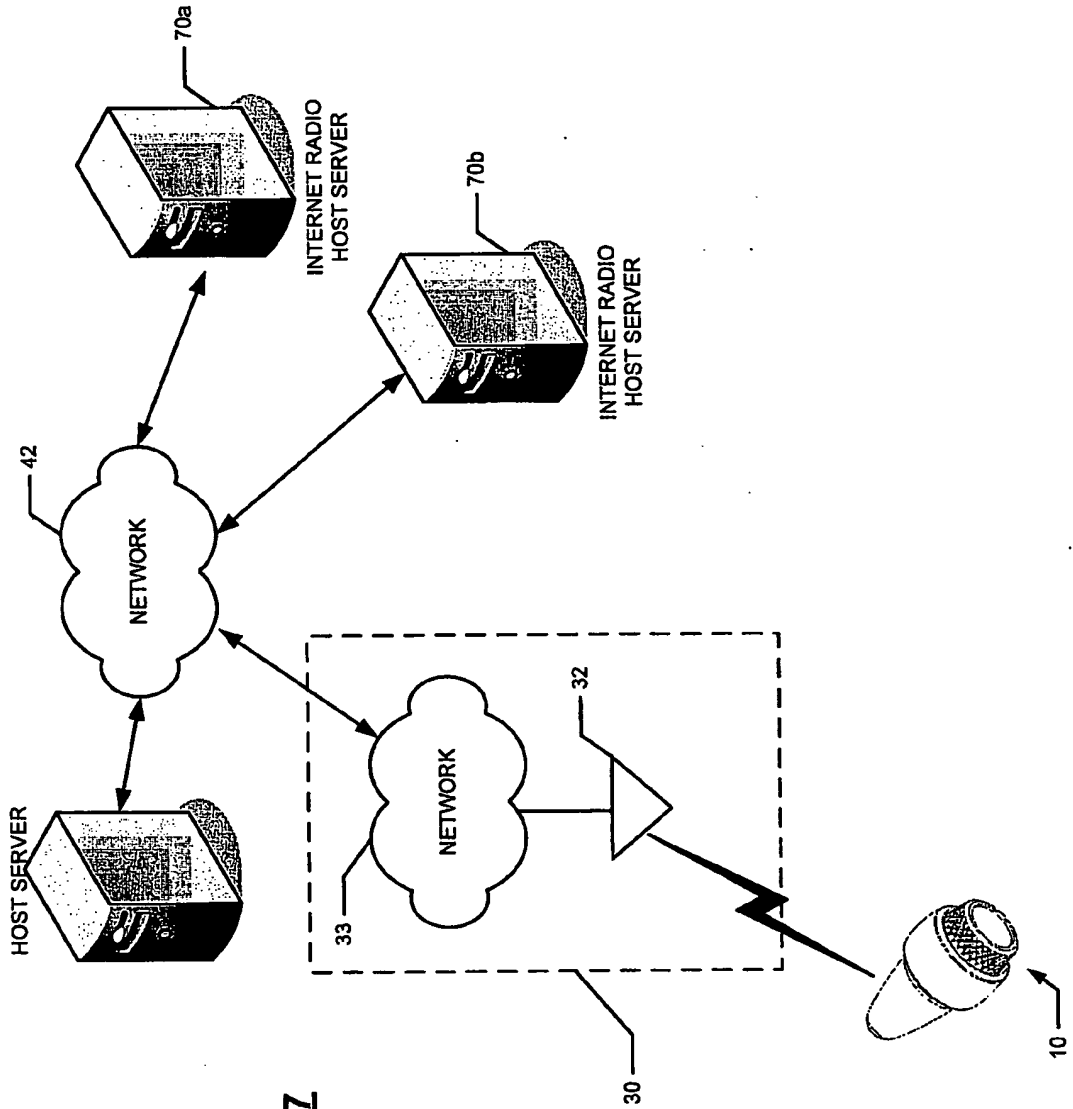 70a
INTERNET RADIO
HOST SERVER
70b
INTERNET RADIO
HOST SERVER
42
NETWORK
HOST SERVER
33
NETWORK
32
30
10
7